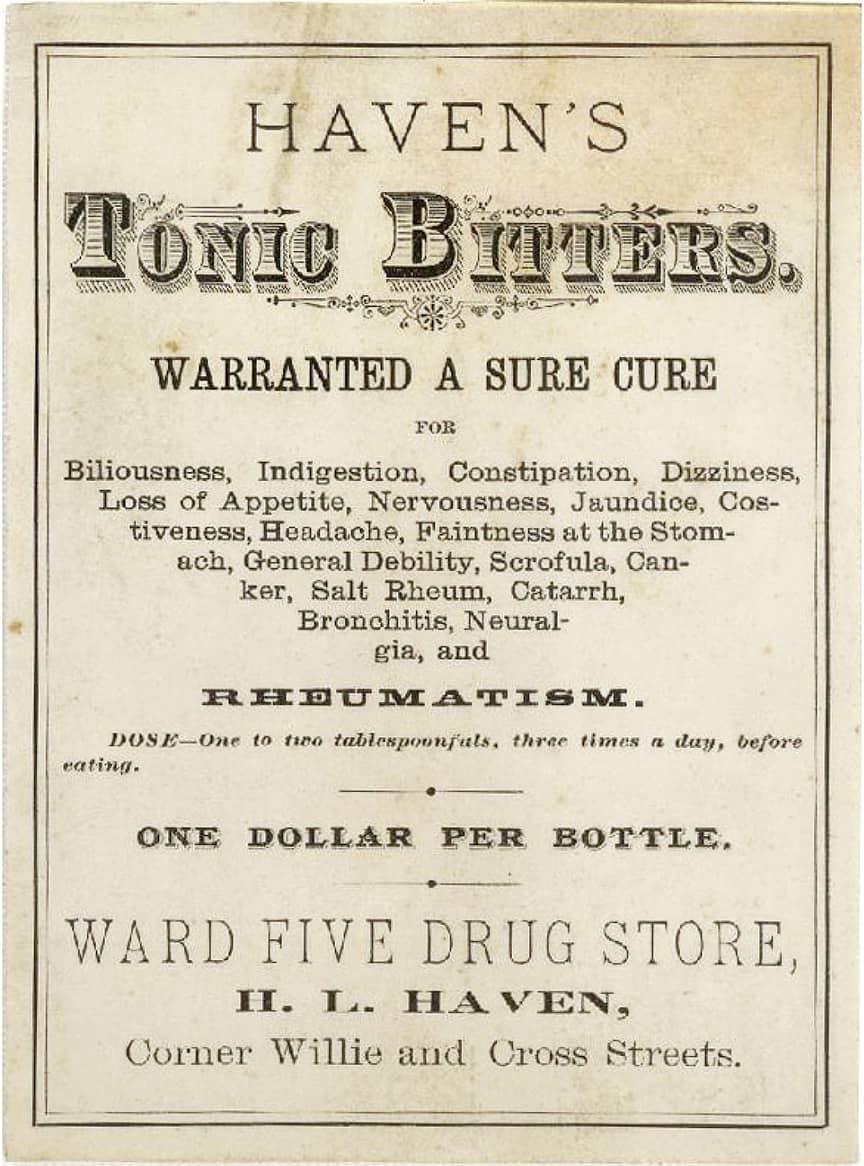 HAVEN'S
TONIC BITTERS.
WARRANTED A SURE CURE
FOR
Biliousness, Indigestion, Constipation, Dizziness,
Loss of Appetite, Nervousness, Jaundice, Cos-
tiveness, Headache, Faintness at the Stom-
ach, General Debility, Scrofula, Can-
ker, Salt Rheum, Catarrh,
Bronchitis, Neural-
gia, and
RHEUMATISM.
DOSE—One to two tablespoonfuls, three times a day, before
eating.
ONE DOLLAR PER BOTTLE.
WARD FIVE DRUG STORE,
H. L. HAVEN,
Corner Willie and Cross Streets.